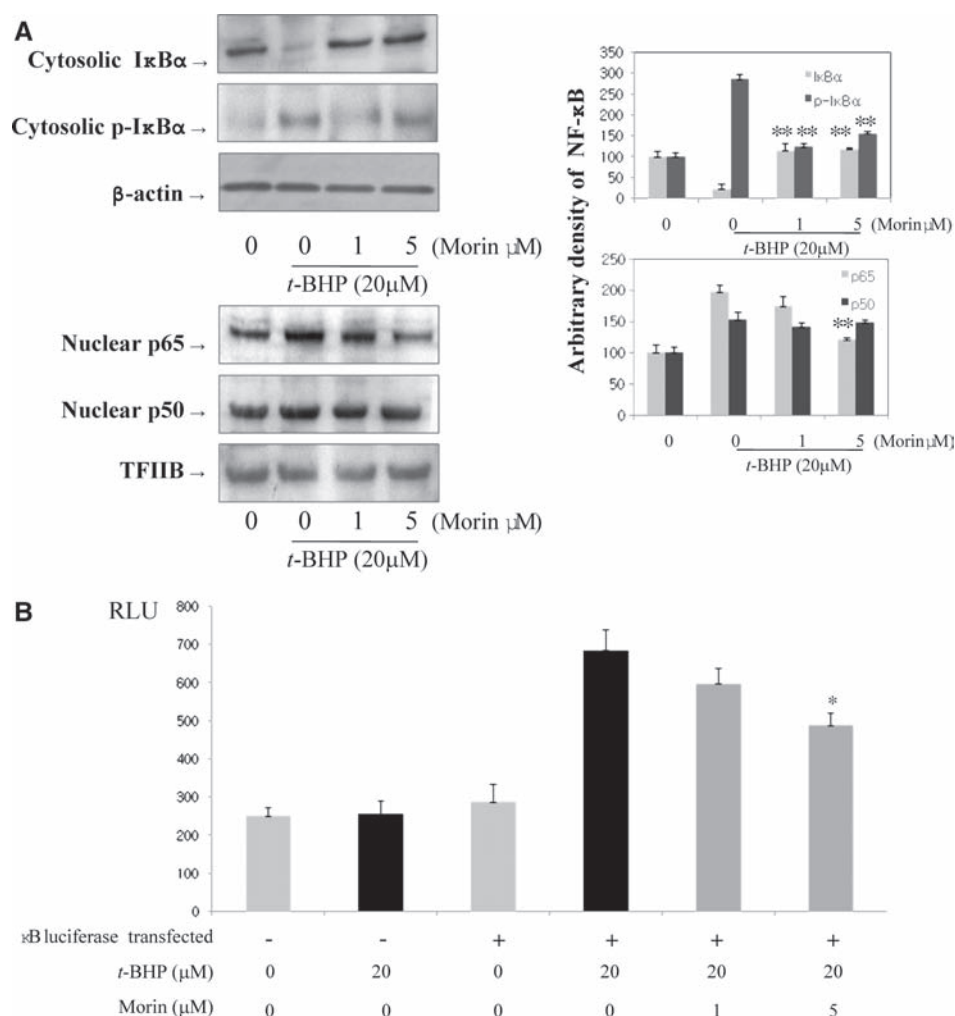 A
Cytosolic IκBα →
Cytosolic p-IκBα →
β-actin →
0 0 1 5 (Morin μM)
t-BHP (20μM)
Nuclear p65 →
Nuclear p50 →
TFIIB →
0 0 1 5 (Morin μM)
t-BHP (20μM)
Arbitrary density of NF-κB
350
300
250
200
150
100
50
0
IκBα
p-IκBα
** ** ** **
0 0 1 5 (Morin μM)
t-BHP (20μM)
250
200
150
100
50
0
p65
p50
**
0 0 1 5 (Morin μM)
t-BHP (20μM)
B
RLU
800
700
600
500
400
300
200
100
0
*
κB luciferase transfected - - + + + +
t-BHP (μM) 0 20 0 20 20 20
Morin (μM) 0 0 0 0 1 5